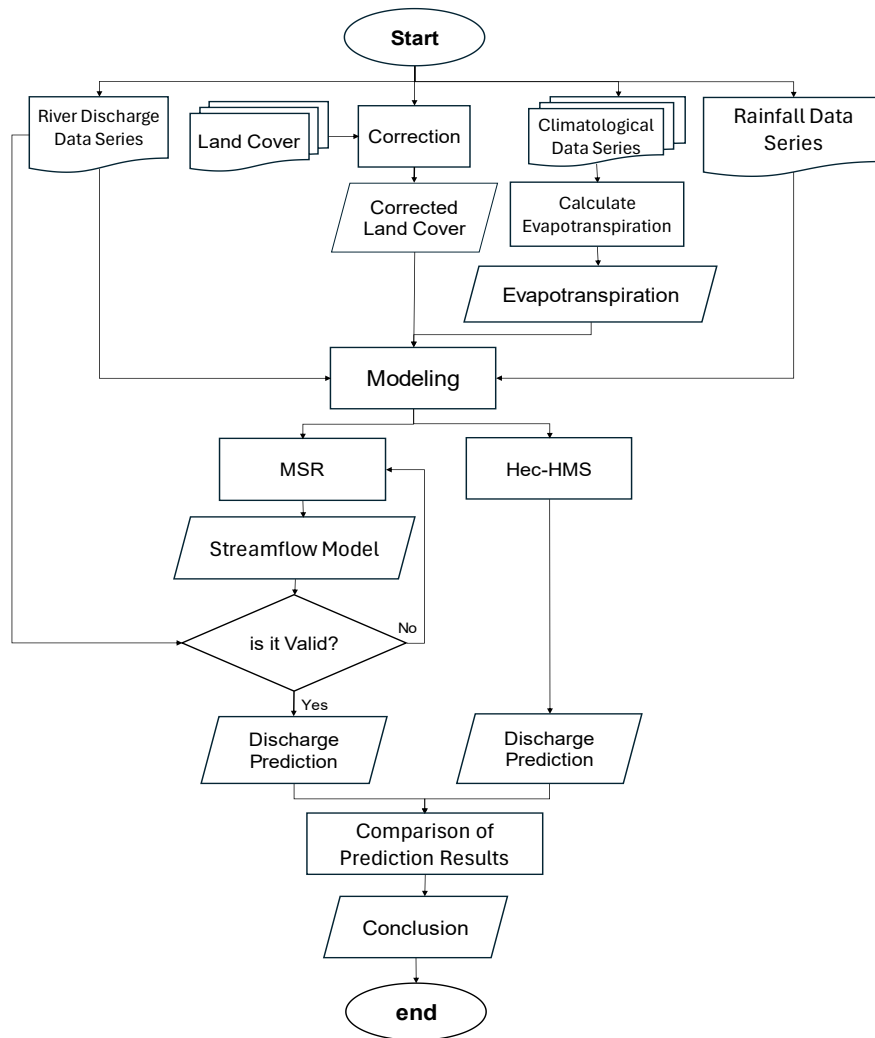 Start
River Discharge
Data Series
Land Cover
Correction
Climatological
Data Series
Rainfall Data
Series
Corrected
Land Cover
Calculate
Evapotranspiration
Evapotranspiration
Modeling
MSR
Hec-HMS
Streamflow Model
is it Valid?
No
Yes
Discharge
Prediction
Discharge
Prediction
Comparison of
Prediction Results
Conclusion
end